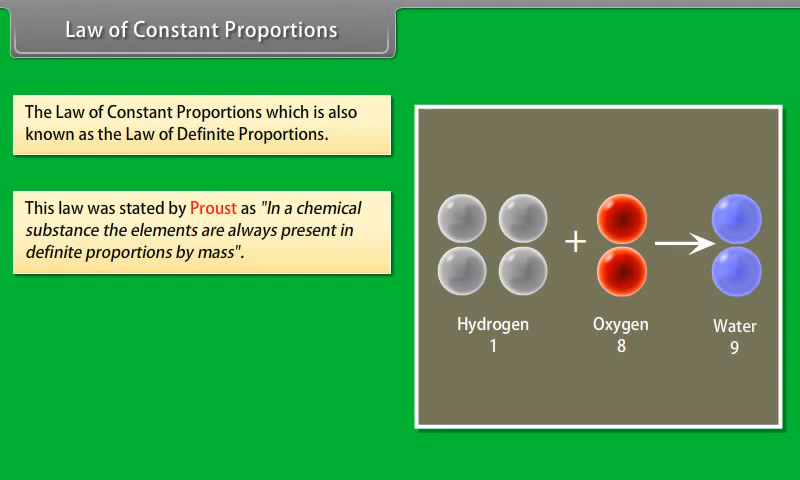 Law of Constant Proportions
The Law of Constant Proportions which is also
known as the Law of Definite Proportions.
This law was stated by Proust as "In a chemical
substance the elements are always present in
definite proportions by mass".
+
Hydrogen
1
Oxygen
8
Water
9